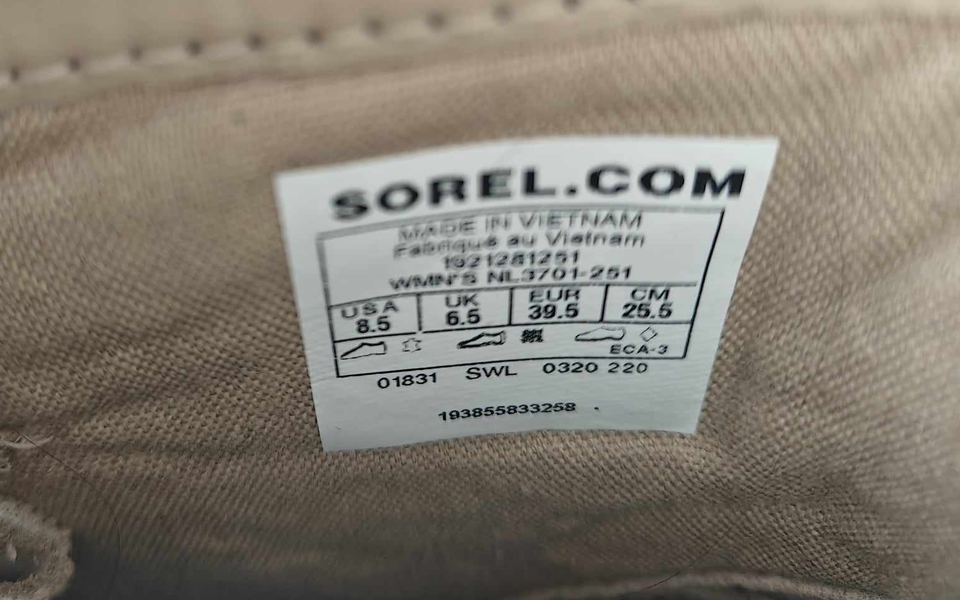 SOREL.COM
MADE IN VIETNAM
Fabriqué au Vietnam
1921281251
WMN'S NL3701-251
USA UK EUR CM
8.5 6.5 39.5 25.5
ECA-3
01831 SWL 0320 220
193855833258